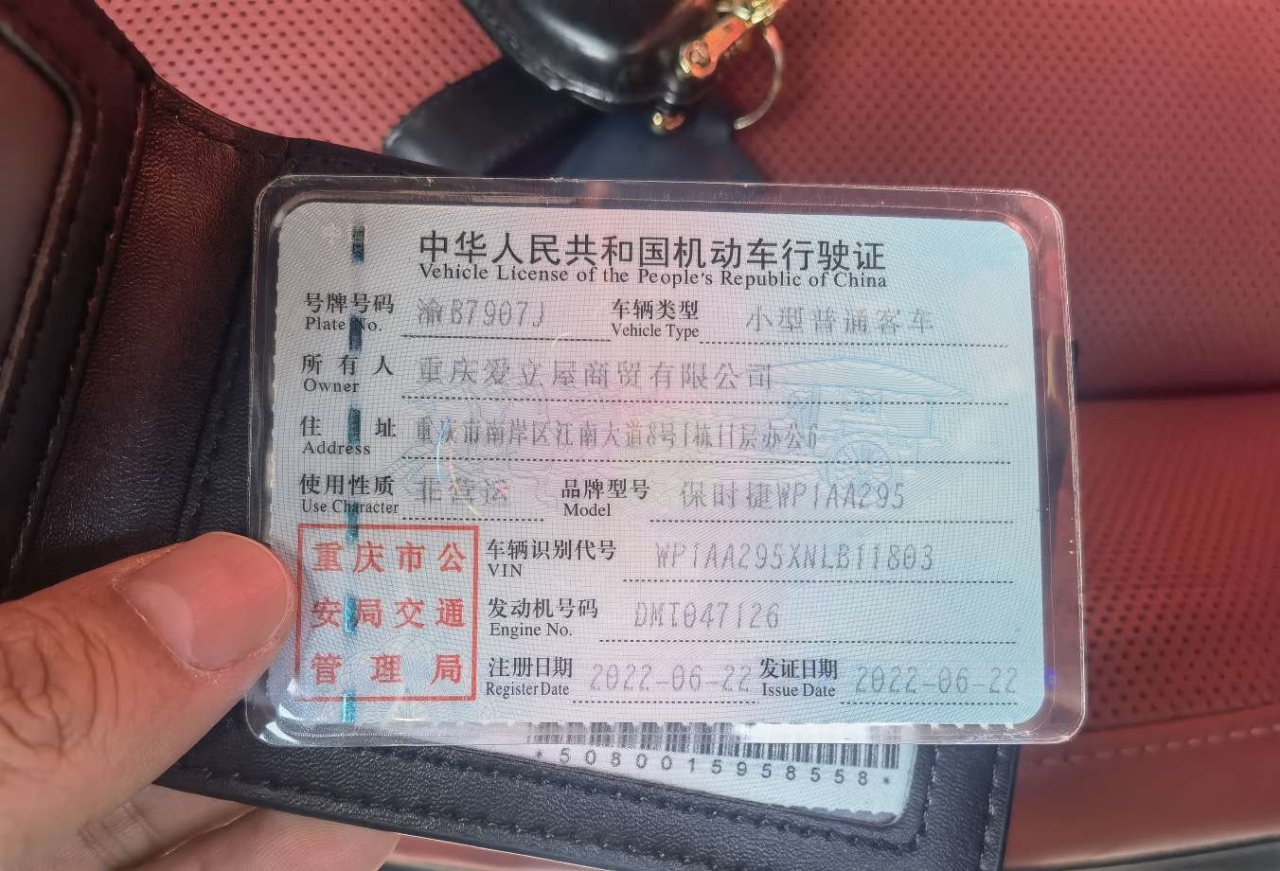 中华人民共和国机动车行驶证
Vehicle License of the People's Republic of China
号牌号码 渝B7907J 车辆类型 小型普通客车
Plate No. Vehicle Type
所有人 重庆爱立屋商贸有限公司
Owner
住址 重庆市南岸区江南大道8号1栋11层办公6
Address
使用性质 非营运 品牌型号 保时捷WP1AA295
Use Character Model
重庆市公
安局交通
管理局
车辆识别代号 WP1AA295XNLB11803
VIN
发动机号码 DMT047126
Engine No.
注册日期 2022-06-22 发证日期 2022-06-22
Register Date Issue Date
*5080015958558*